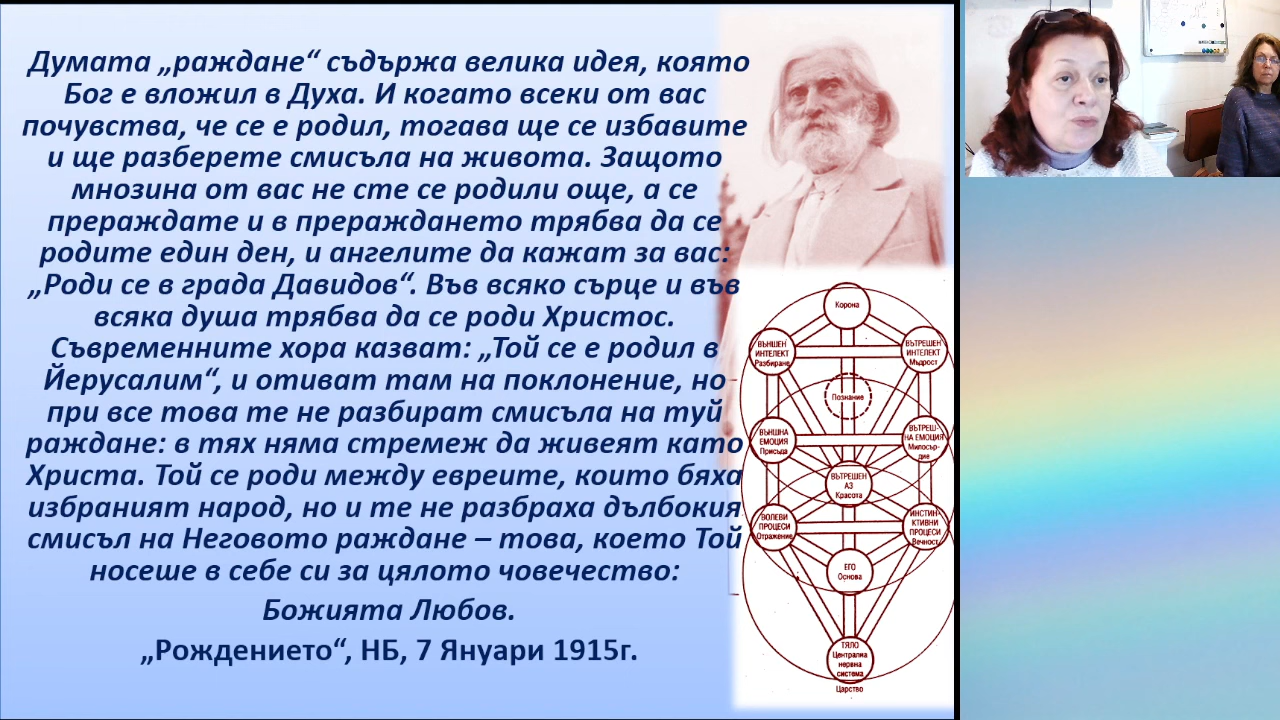 Думата „раждане“ съдържа велика идея, която
Бог е вложил в Духа. И когато всеки от вас
почувства, че се е родил, тогава ще се избавите
и ще разберете смисъла на живота. Защото
мнозина от вас не сте се родили още, а се
прераждате и в прераждането трябва да се
родите един ден, и ангелите да кажат за вас:
„Роди се в града Давидов“. Във всяко сърце и във
всяка душа трябва да се роди Христос.
Съвременните хора казват: „Той се е родил в
Йерусалим“, и отиват там на поклонение, но
при все това те не разбират смисъла на туй
раждане: в тях няма стремеж да живеят като
Христа. Той се роди между евреите, които бяха
избраният народ, но и те не разбраха дълбокия
смисъл на Неговото раждане – това, което Той
носеше в себе си за цялото човечество:
Божията Любов.
„Рождението“, НБ, 7 Януари 1915г.
Корона
ВЪНШЕН
ИНТЕЛЕКТ
Разбиране
ВЪТРЕШЕН
ИНТЕЛЕКТ
Мъдрост
Познание
ВЪНШНА
ЕМОЦИЯ
Присъда
ВЪТРЕШ-
НА ЕМОЦИЯ
Милосър-
дие
ВЪТРЕШЕН
АЗ
Красота
ВОЛЕВИ
ПРОЦЕСИ
Отражение
ИНСТИН-
КТИВНИ
ПРОЦЕСИ
Вечност
ЕГО
Основа
ТЯЛО
Централна
нервна
система
Царство